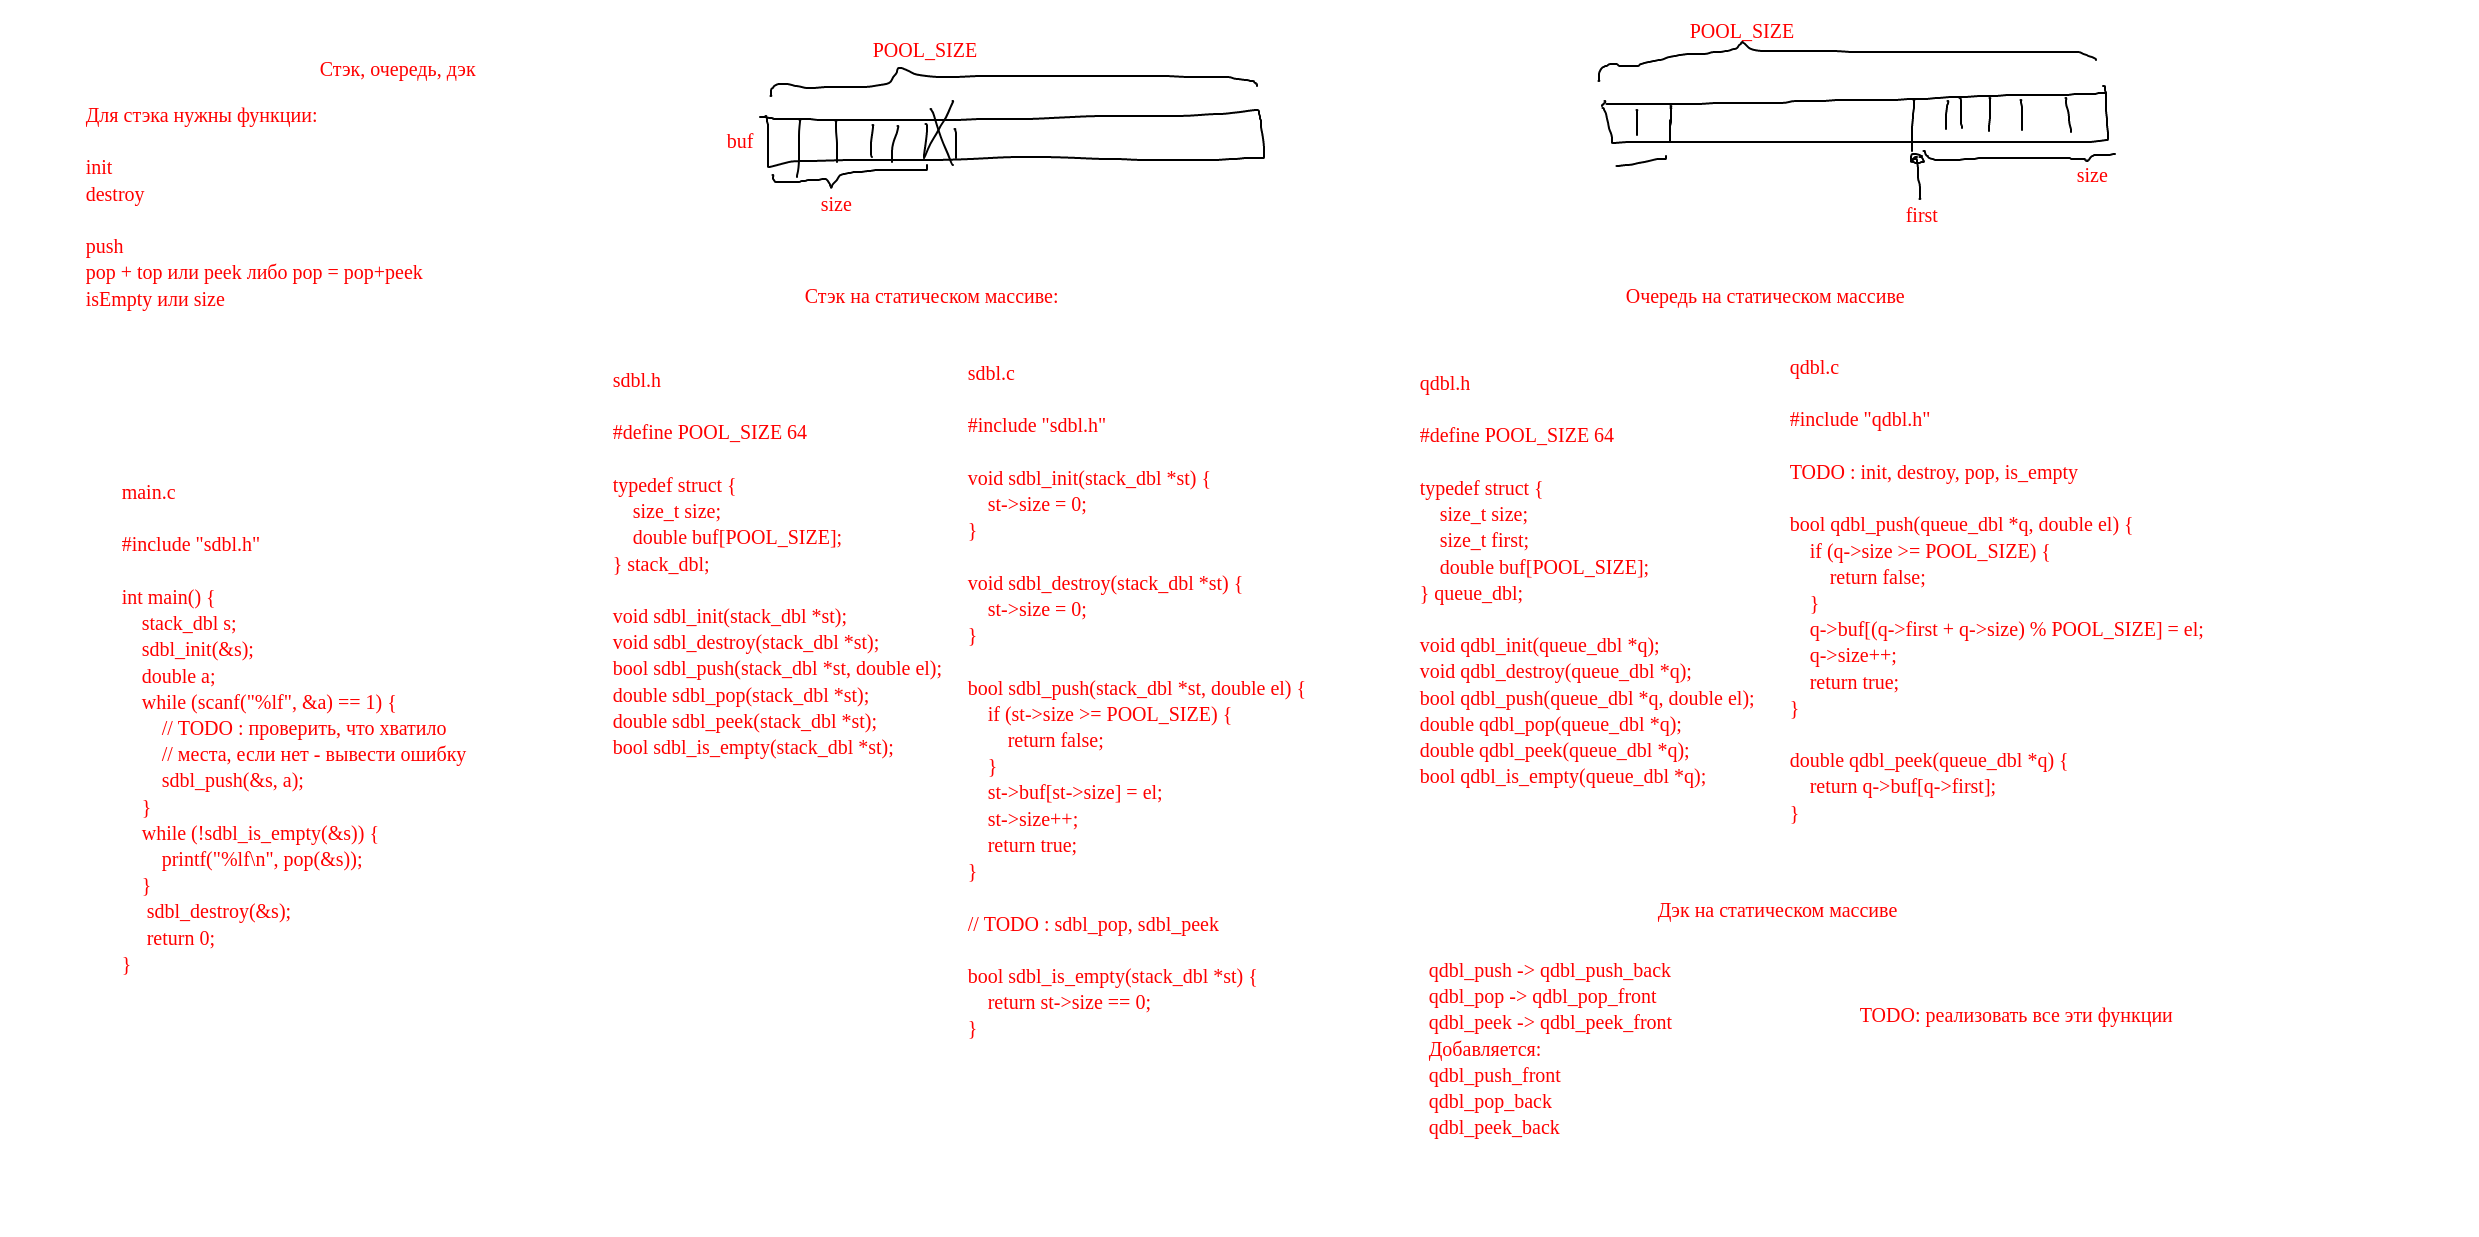 Стэк, очередь, дэк
Для стэка нужны функции:
init
destroy
push
pop + top или peek либо pop = pop+peek
isEmpty или size
main.c
#include "sdbl.h"
int main() {
stack_dbl s;
sdbl_init(&s);
double a;
while (scanf("%lf", &a) == 1) {
// TODO : проверить, что хватило
// места, если нет - вывести ошибку
sdbl_push(&s, a);
}
while (!sdbl_is_empty(&s)) {
printf("%lf\n", pop(&s));
}
sdbl_destroy(&s);
return 0;
}
POOL_SIZE
buf
size
Стэк на статическом массиве:
sdbl.h
#define POOL_SIZE 64
typedef struct {
size_t size;
double buf[POOL_SIZE];
} stack_dbl;
void sdbl_init(stack_dbl *st);
void sdbl_destroy(stack_dbl *st);
bool sdbl_push(stack_dbl *st, double el);
double sdbl_pop(stack_dbl *st);
double sdbl_peek(stack_dbl *st);
bool sdbl_is_empty(stack_dbl *st);
sdbl.c
#include "sdbl.h"
void sdbl_init(stack_dbl *st) {
st->size = 0;
}
void sdbl_destroy(stack_dbl *st) {
st->size = 0;
}
bool sdbl_push(stack_dbl *st, double el) {
if (st->size >= POOL_SIZE) {
return false;
}
st->buf[st->size] = el;
st->size++;
return true;
}
// TODO : sdbl_pop, sdbl_peek
bool sdbl_is_empty(stack_dbl *st) {
return st->size == 0;
}
POOL_SIZE
size
first
Очередь на статическом массиве
qdbl.h
#define POOL_SIZE 64
typedef struct {
size_t size;
size_t first;
double buf[POOL_SIZE];
} queue_dbl;
void qdbl_init(queue_dbl *q);
void qdbl_destroy(queue_dbl *q);
bool qdbl_push(queue_dbl *q, double el);
double qdbl_pop(queue_dbl *q);
double qdbl_peek(queue_dbl *q);
bool qdbl_is_empty(queue_dbl *q);
qdbl.c
#include "qdbl.h"
TODO : init, destroy, pop, is_empty
bool qdbl_push(queue_dbl *q, double el) {
if (q->size >= POOL_SIZE) {
return false;
}
q->buf[(q->first + q->size) % POOL_SIZE] = el;
q->size++;
return true;
}
double qdbl_peek(queue_dbl *q) {
return q->buf[q->first];
}
Дэк на статическом массиве
qdbl_push -> qdbl_push_back
qdbl_pop -> qdbl_pop_front
qdbl_peek -> qdbl_peek_front
Добавляется:
qdbl_push_front
qdbl_pop_back
qdbl_peek_back
TODO: реализовать все эти функции